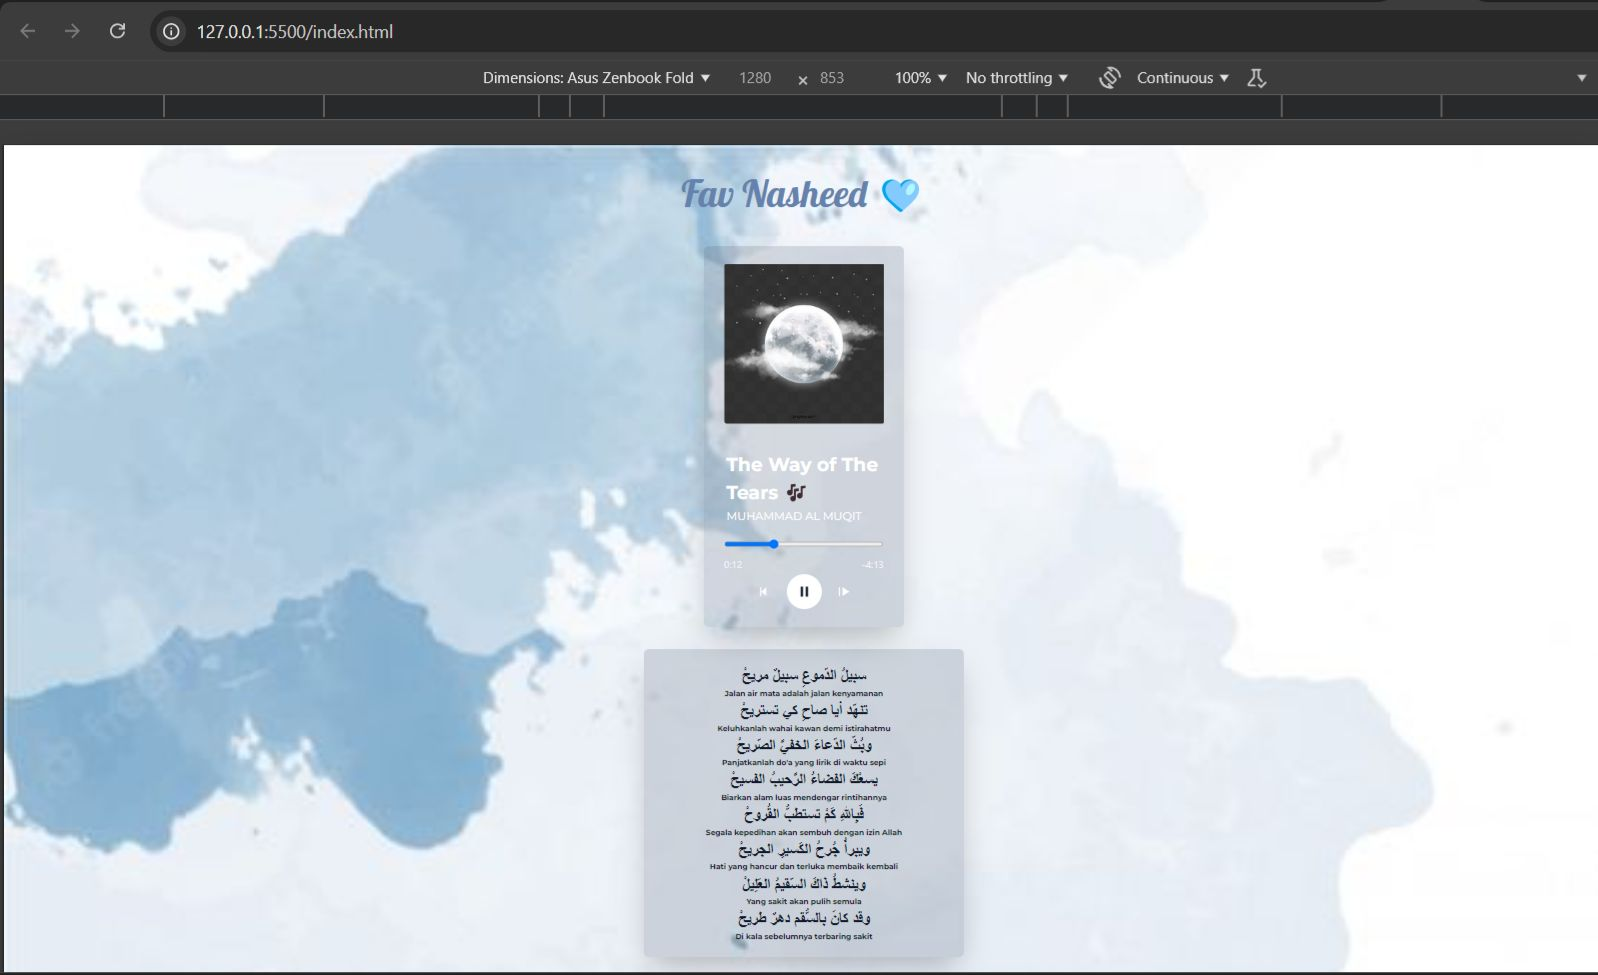 127.0.0.1:5500/index.html
Dimensions: Asus Zenbook Fold ▼ 1280 × 853 100% ▼ No throttling ▼ Continuous ▼
Fav Nasheed 🩵
The Way of The
Tears 🎶
MUHAMMAD AL MUQIT
0:12 -4:13
سبيلُ الدّموعِ سبيلٌ مريحْ
Jalan air mata adalah jalan kenyamanan
تنهّد أيا صاحِ كي تستريحْ
Keluhkanlah wahai kawan demi istirahatmu
وبُثَّ الدّعاءَ الخفيَّ الصّريحْ
Panjatkanlah do'a yang lirik di waktu sepi
يسعْكَ الفضاءُ الرَّحيبُ الفسيحْ
Biarkan alam luas mendengar rintihannya
فَبِاللهِ كَمْ تستطبُّ القُروحْ
Segala kepedihan akan sembuh dengan izin Allah
ويبرأُ جُرحُ الكَسيرِ الجريحْ
Hati yang hancur dan terluka membaik kembali
وينشطُ ذَاكَ السّقيمُ العَلِيلْ
Yang sakit akan pulih semula
وقد كانَ بالسُّقم دهرً طريحْ
Di kala sebelumnya terbaring sakit